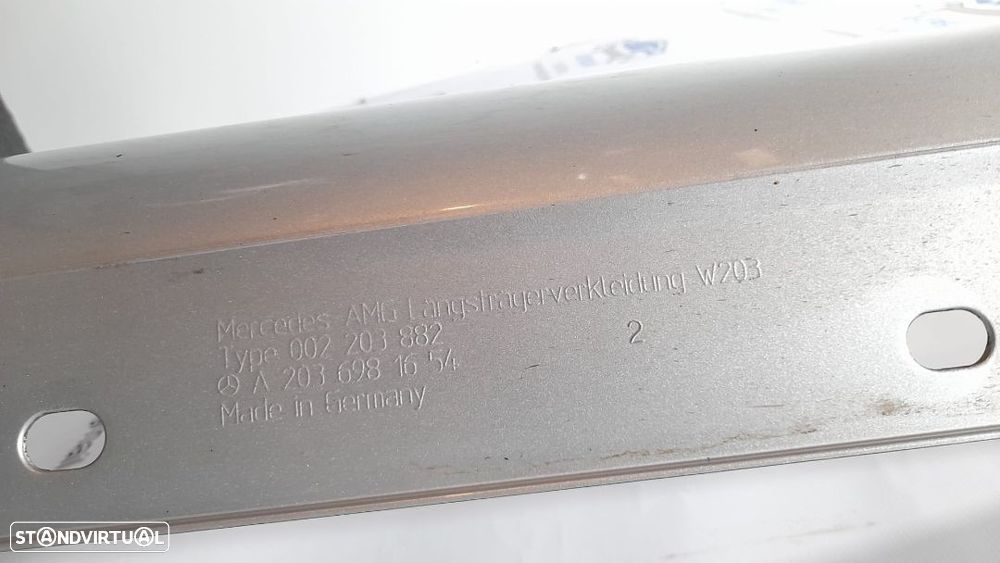 Mercedes AMG Längsträgerverkleidung W203
Type 002 203 882
A 203 698 16 54
Made in Germany
2
STANDVIRTUAL